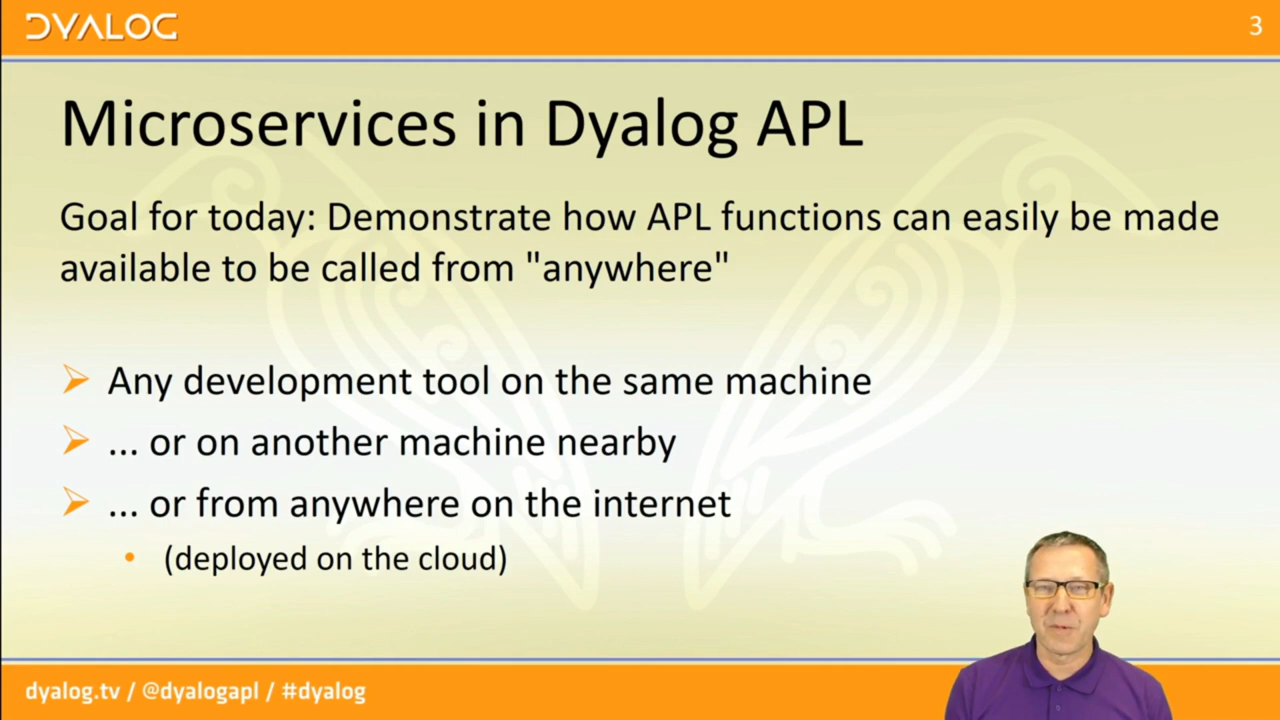 DYALOG
3
Microservices in Dyalog APL
Goal for today: Demonstrate how APL functions can easily be made
available to be called from "anywhere"
Any development tool on the same machine
... or on another machine nearby
... or from anywhere on the internet
(deployed on the cloud)
dyalog.tv / @dyalogapl / #dyalog